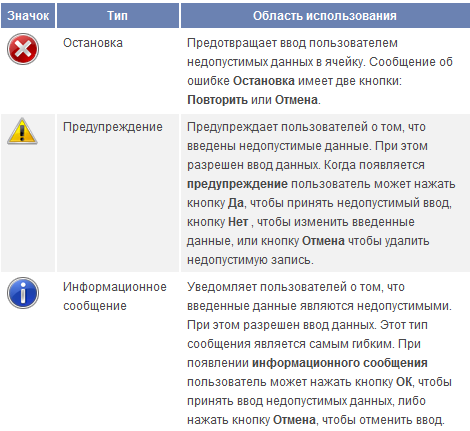 Значок Тип Область использования
Остановка Предотвращает ввод пользователем
недопустимых данных в ячейку. Сообщение об
ошибке Остановка имеет две кнопки:
Повторить или Отмена.
Предупреждение Предупреждает пользователей о том, что
введены недопустимые данные. При этом
разрешен ввод данных. Когда появляется
предупреждение пользователь может нажать
кнопку Да, чтобы принять недопустимый ввод,
кнопку Нет , чтобы изменить введенные
данные, или кнопку Отмена чтобы удалить
недопустимую запись.
Информационное Уведомляет пользователей о том, что
сообщение введенные данные являются недопустимыми.
При этом разрешен ввод данных. Этот тип
сообщения является самым гибким. При
появлении информационного сообщения
пользователь может нажать кнопку ОК, чтобы
принять ввод недопустимых данных, либо
нажать кнопку Отмена, чтобы отменить ввод.